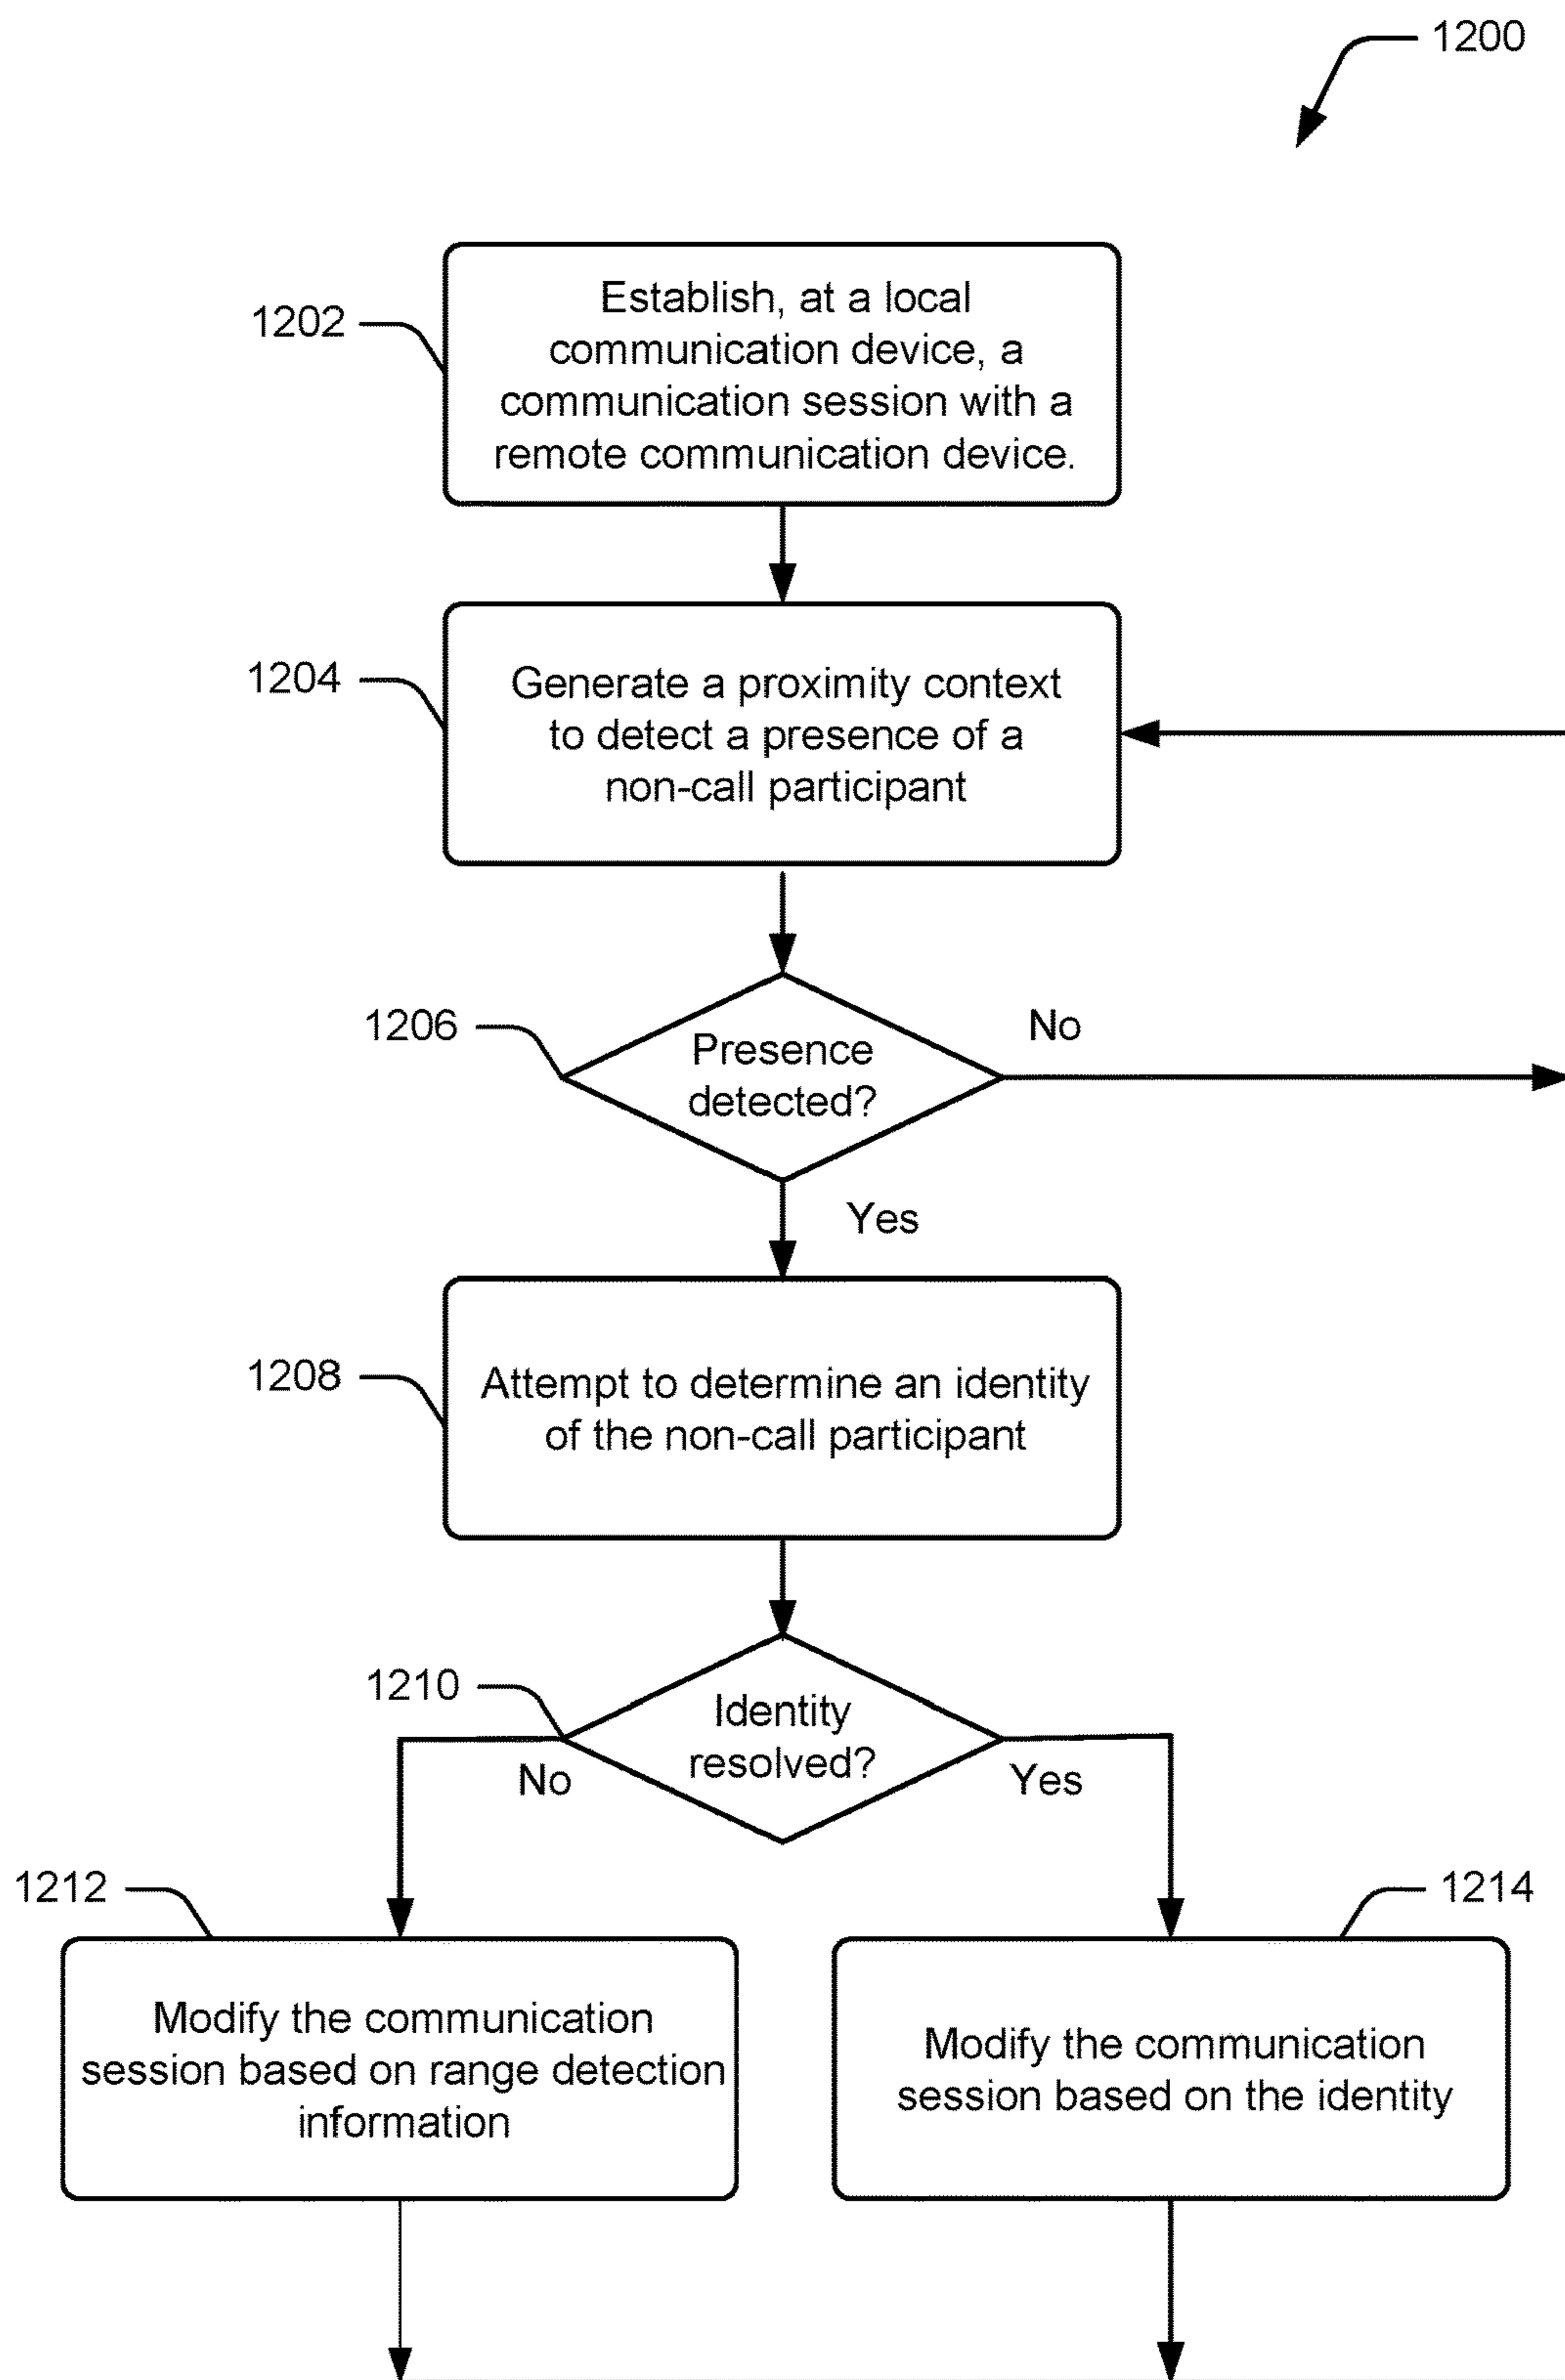 1200
1202
Establish, at a local
communication device, a
communication session with a
remote communication device.
1204
Generate a proximity context
to detect a presence of a
non-call participant
1206
Presence
detected?
No
Yes
1208
Attempt to determine an identity
of the non-call participant
1210
Identity
resolved?
No
Yes
1212
1214
Modify the communication
session based on range detection
information
Modify the communication
session based on the identity